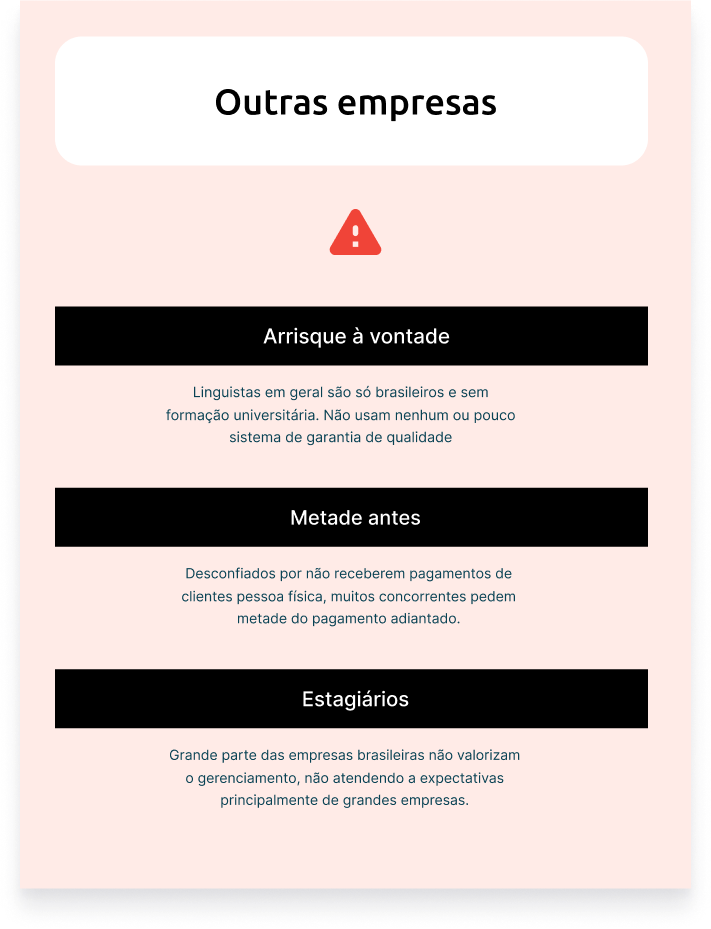 Outras empresas
Arrisque à vontade
Linguistas em geral são só brasileiros e sem
formação universitária. Não usam nenhum ou pouco
sistema de garantia de qualidade
Metade antes
Desconfiados por não receberem pagamentos de
clientes pessoa física, muitos concorrentes pedem
metade do pagamento adiantado.
Estagiários
Grande parte das empresas brasileiras não valorizam
o gerenciamento, não atendendo a expectativas
principalmente de grandes empresas.